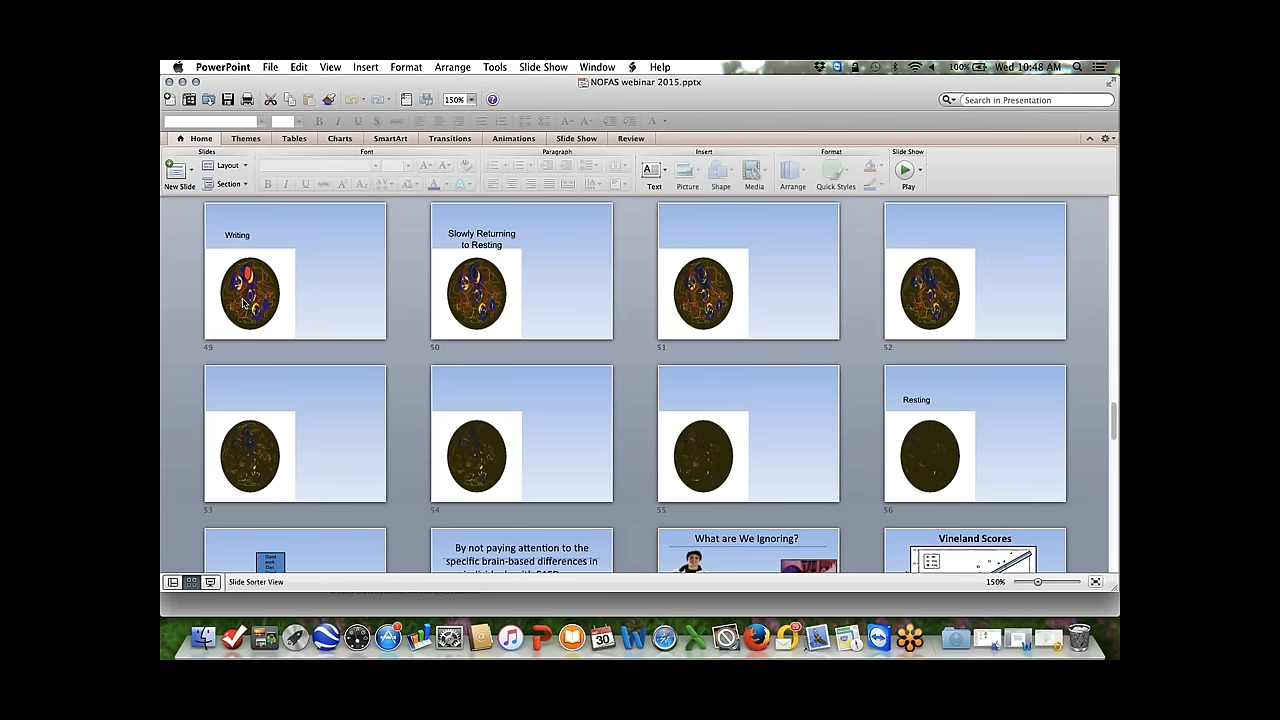 PowerPoint File Edit View Insert Format Arrange Tools Slide Show Window Help 100% Wed 10:48 AM
NOFAS webinar 2015.pptx
150% Search in Presentation
Home Themes Tables Charts SmartArt Transitions Animations Slide Show Review
Slides Font Paragraph Insert Format Slide Show
New Slide Layout Section Text Picture Shape Media Arrange Quick Styles Play
Writing
49
Slowly Returning
to Resting
50
51
52
53
54
55
Resting
56
Good
work,
Dan.
By not paying attention to the
specific brain-based differences in
What are We Ignoring?
Vineland Scores
Slide Sorter View 150%
30